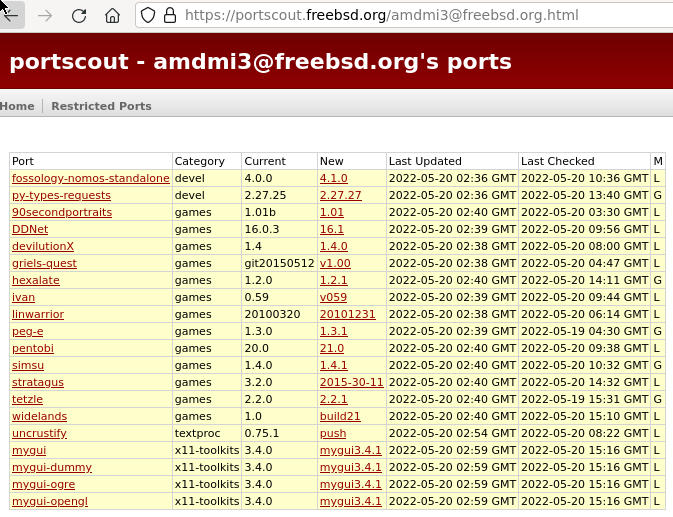 https://portscout.freebsd.org/amdmi3@freebsd.org.html
portscout - amdmi3@freebsd.org's ports
Home Restricted Ports
Port Category Current New Last Updated Last Checked M
fossology-nomos-standalone devel 4.0.0 4.1.0 2022-05-20 02:36 GMT 2022-05-20 10:36 GMT L
py-types-requests devel 2.27.25 2.27.27 2022-05-20 02:36 GMT 2022-05-20 13:40 GMT G
90secondportraits games 1.01b 1.01 2022-05-20 02:40 GMT 2022-05-20 03:30 GMT L
DDNet games 16.0.3 16.1 2022-05-20 02:39 GMT 2022-05-20 09:56 GMT L
devilutionX games 1.4 1.4.0 2022-05-20 02:38 GMT 2022-05-20 08:00 GMT L
griels-quest games git20150512 v1.00 2022-05-20 02:38 GMT 2022-05-20 04:47 GMT L
hexalate games 1.2.0 1.2.1 2022-05-20 02:40 GMT 2022-05-20 14:11 GMT G
ivan games 0.59 v059 2022-05-20 02:39 GMT 2022-05-20 09:44 GMT L
linwarrior games 20100320 20101231 2022-05-20 02:38 GMT 2022-05-20 06:14 GMT L
peg-e games 1.3.0 1.3.1 2022-05-20 02:39 GMT 2022-05-19 04:30 GMT G
pentobi games 20.0 21.0 2022-05-20 02:40 GMT 2022-05-20 09:38 GMT L
simsu games 1.4.0 1.4.1 2022-05-20 02:40 GMT 2022-05-20 10:32 GMT G
stratagus games 3.2.0 2015-30-11 2022-05-20 02:40 GMT 2022-05-20 14:32 GMT L
tetzle games 2.2.0 2.2.1 2022-05-20 02:40 GMT 2022-05-19 15:31 GMT G
widelands games 1.0 build21 2022-05-20 02:40 GMT 2022-05-20 15:10 GMT L
uncrustify textproc 0.75.1 push 2022-05-20 02:54 GMT 2022-05-20 08:22 GMT L
mygui x11-toolkits 3.4.0 mygui3.4.1 2022-05-20 02:59 GMT 2022-05-20 15:16 GMT L
mygui-dummy x11-toolkits 3.4.0 mygui3.4.1 2022-05-20 02:59 GMT 2022-05-20 15:16 GMT L
mygui-ogre x11-toolkits 3.4.0 mygui3.4.1 2022-05-20 02:59 GMT 2022-05-20 15:16 GMT L
mygui-opengl x11-toolkits 3.4.0 mygui3.4.1 2022-05-20 02:59 GMT 2022-05-20 15:16 GMT L